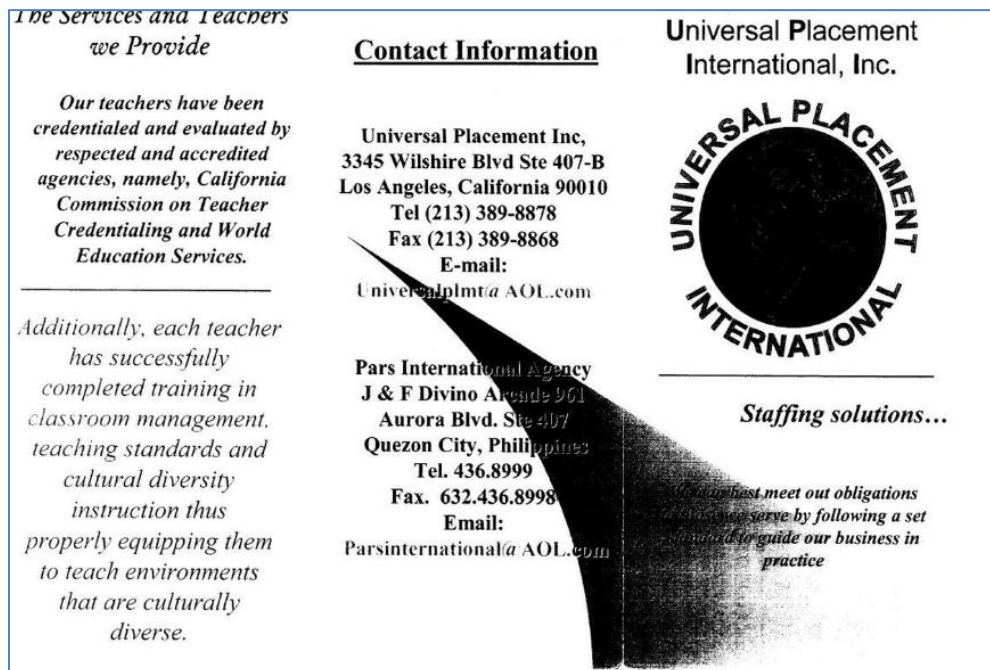 The Services and Teachers
we Provide
Our teachers have been
credentialed and evaluated by
respected and accredited
agencies, namely, California
Commission on Teacher
Credentialing and World
Education Services.
Additionally, each teacher
has successfully
completed training in
classroom management,
teaching standards and
cultural diversity
instruction thus
properly equipping them
to teach environments
that are culturally
diverse.
Contact Information
Universal Placement Inc,
3345 Wilshire Blvd Ste 407-B
Los Angeles, California 90010
Tel (213) 389-8878
Fax (213) 389-8868
E-mail:
Universalplmt@ AOL.com
Pars International Agency
J & F Divino Arcade 961
Aurora Blvd. Ste 407
Quezon City, Philippines
Tel. 436.8999
Fax. 632.436.8998
Email:
Parsinternational@ AOL.com
Universal Placement
International, Inc.
UNIVERSAL PLACEMENT
INTERNATIONAL
Staffing solutions...
best meet out obligations
serve by following a set
standard to guide our business in
practice